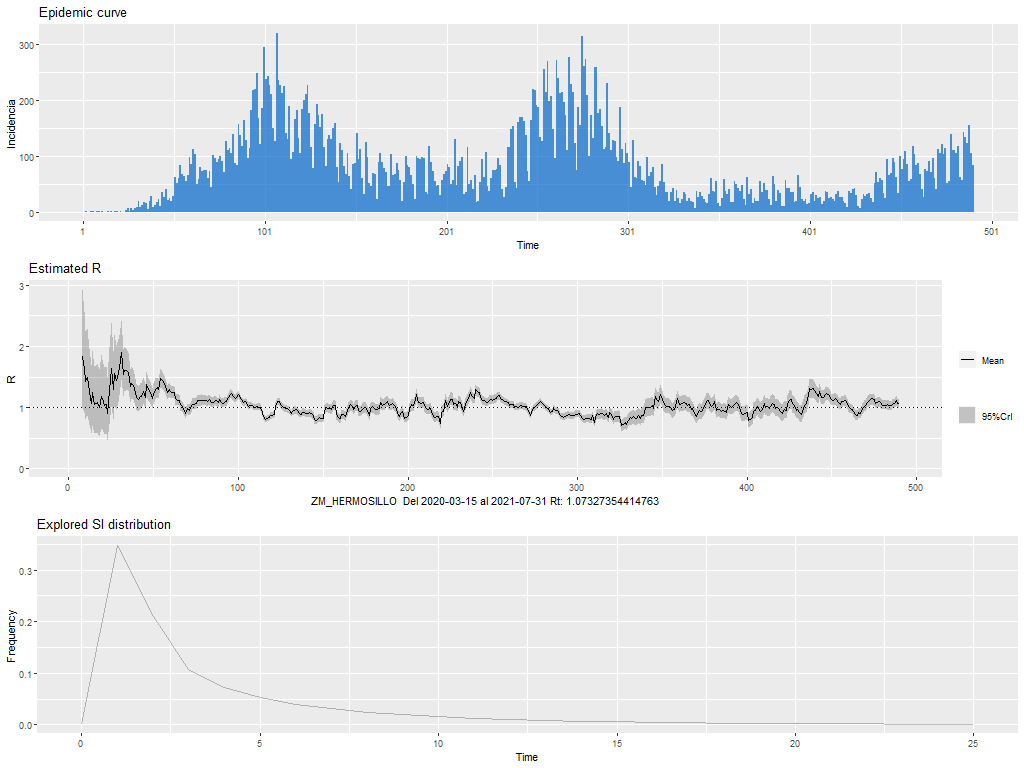 Epidemic curve
Incidencia
300
200
100
0
1
101
201
301
401
501
Time
Estimated R
R
3
2
1
0
0
100
200
300
400
500
Mean
95%CrI
ZM_HERMOSILLO Del 2020-03-15 al 2021-07-31 Rt: 1.07327354414763
Explored SI distribution
Frequency
0.3
0.2
0.1
0.0
0
5
10
15
20
25
Time